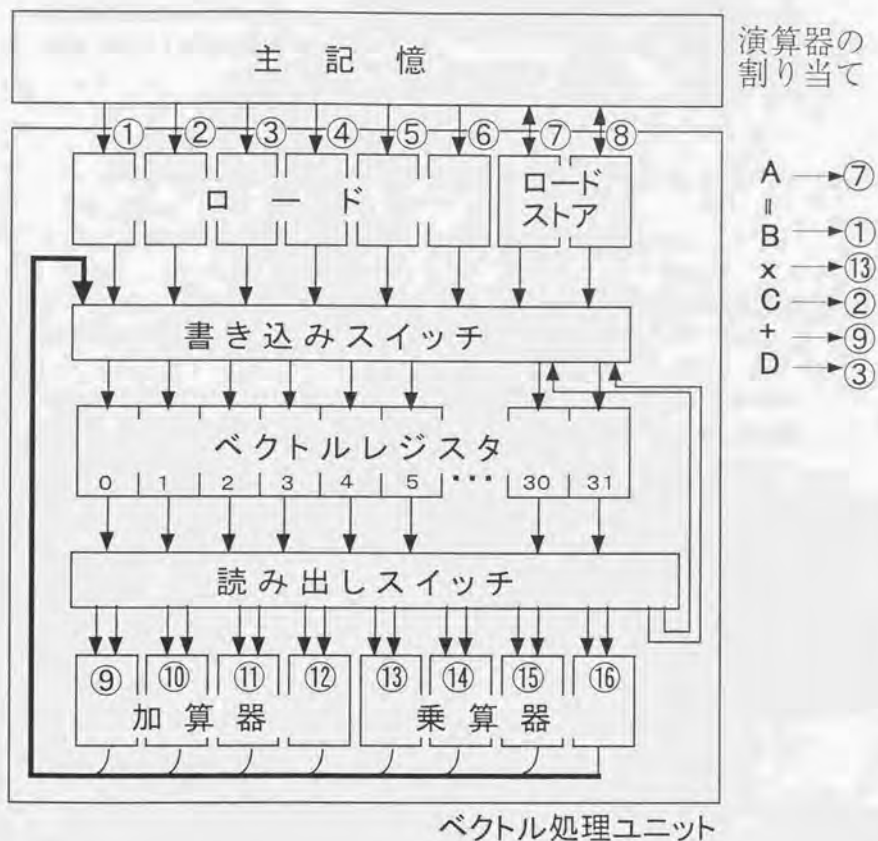 主記憶
演算器の
割り当て
① ② ③ ④ ⑤ ⑥ ⑦ ⑧
ロード
ロード
ストア
A → ⑦
=
B → ①
× → ⑬
C → ②
+ → ⑨
D → ③
書き込みスイッチ
ベクトルレジスタ
0 1 2 3 4 5 ・・・ 30 31
読み出しスイッチ
⑨ ⑩ ⑪ ⑫ ⑬ ⑭ ⑮ ⑯
加算器 乗算器
ベクトル処理ユニット